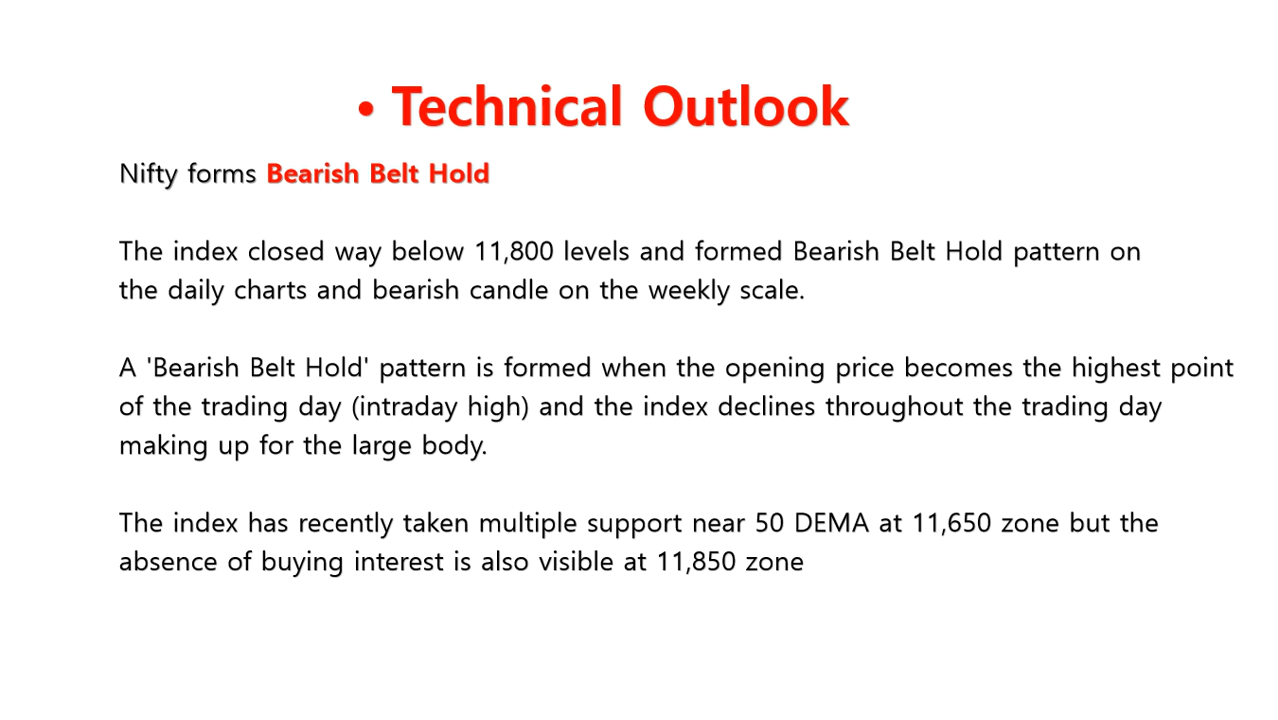 • Technical Outlook
Nifty forms Bearish Belt Hold
The index closed way below 11,800 levels and formed Bearish Belt Hold pattern on
the daily charts and bearish candle on the weekly scale.
A 'Bearish Belt Hold' pattern is formed when the opening price becomes the highest point
of the trading day (intraday high) and the index declines throughout the trading day
making up for the large body.
The index has recently taken multiple support near 50 DEMA at 11,650 zone but the
absence of buying interest is also visible at 11,850 zone